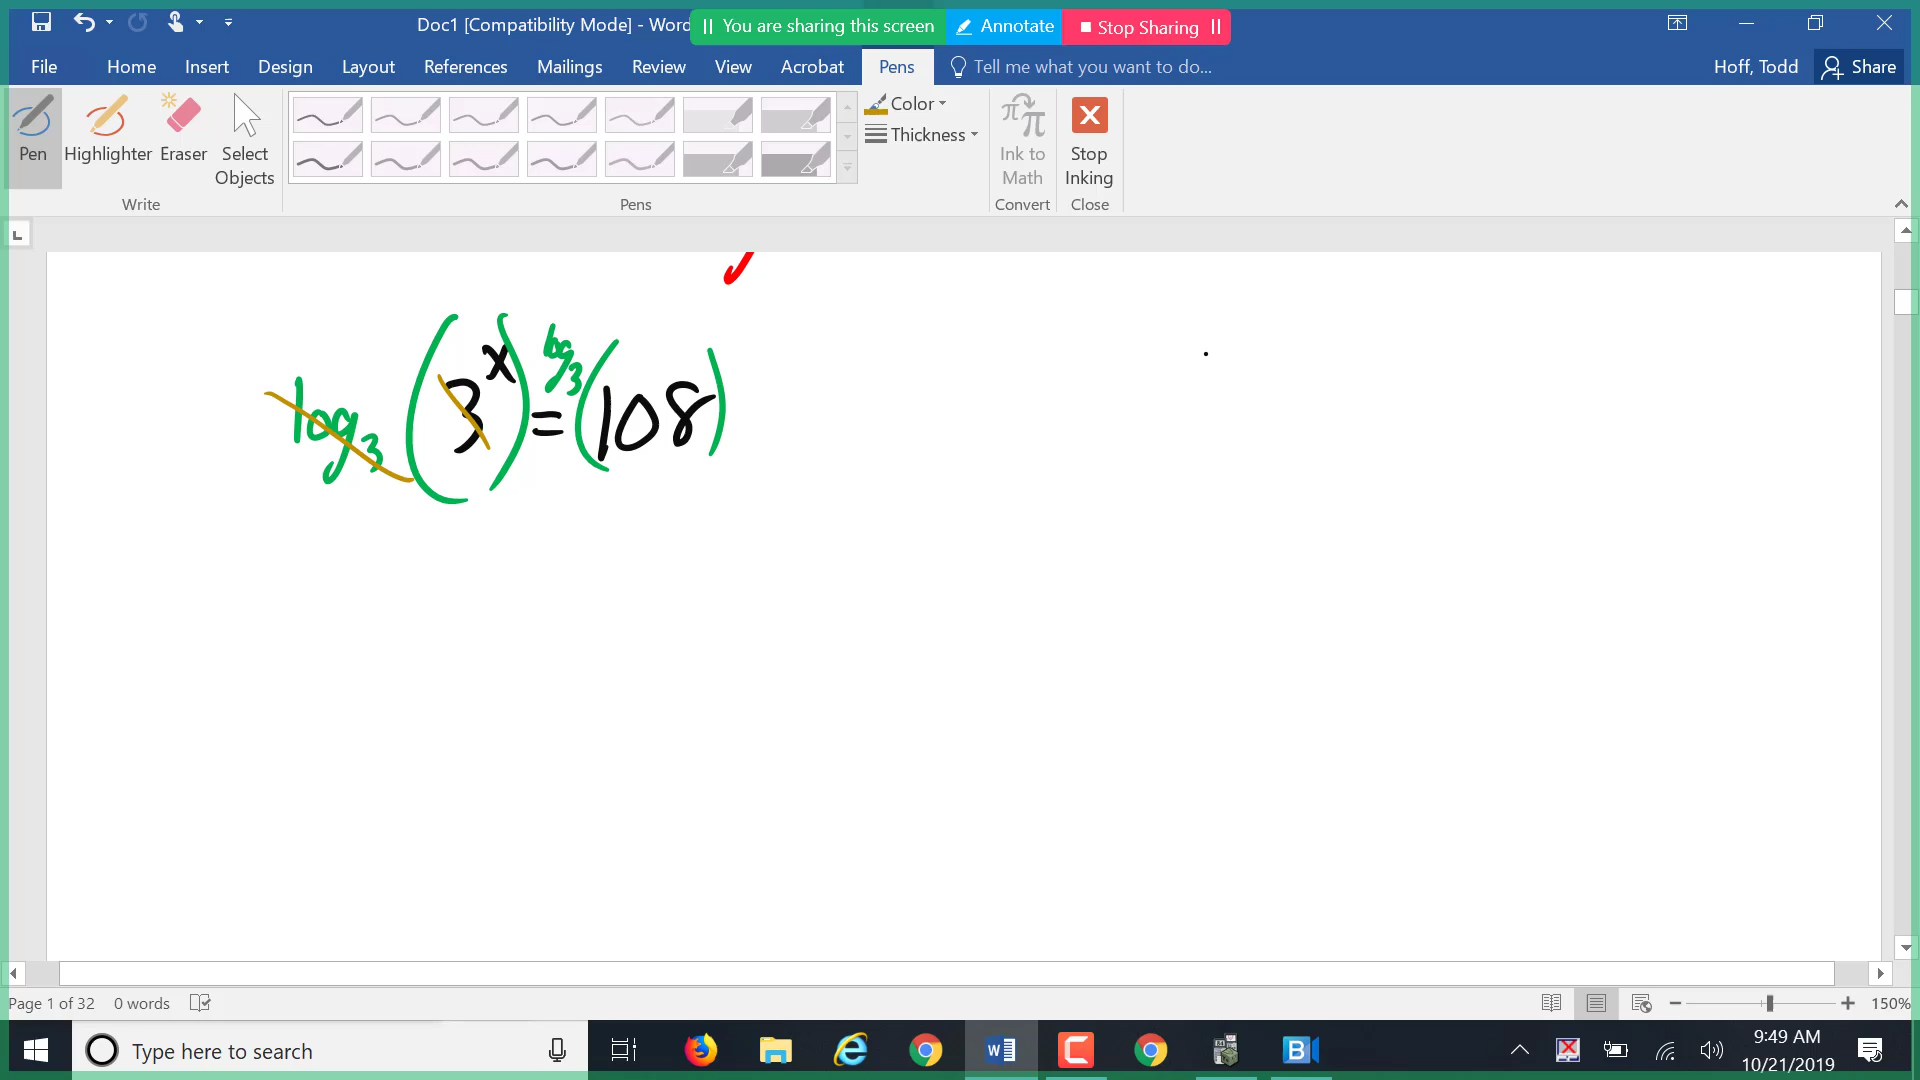 Doc1 [Compatibility Mode] - Word
You are sharing this screen
Annotate
Stop Sharing
File Home Insert Design Layout References Mailings Review View Acrobat Pens Tell me what you want to do... Hoff, Todd Share
Pen Highlighter Eraser Select Objects
Color
Thickness
Ink to Math
Stop Inking
Write Pens Convert Close
log₃ (3ˣ) = log₃ (108)
Page 1 of 32 0 words 150%
Type here to search
9:49 AM
10/21/2019